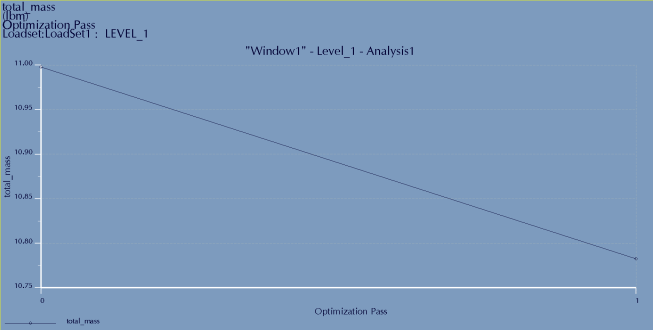 total_mass
(lbm)
Optimization Pass
Loadset:LoadSet1 : LEVEL_1
"Window1" - Level_1 - Analysis1
11.00
10.95
10.90
10.85
10.80
10.75
total_mass
0
1
Optimization Pass
total_mass